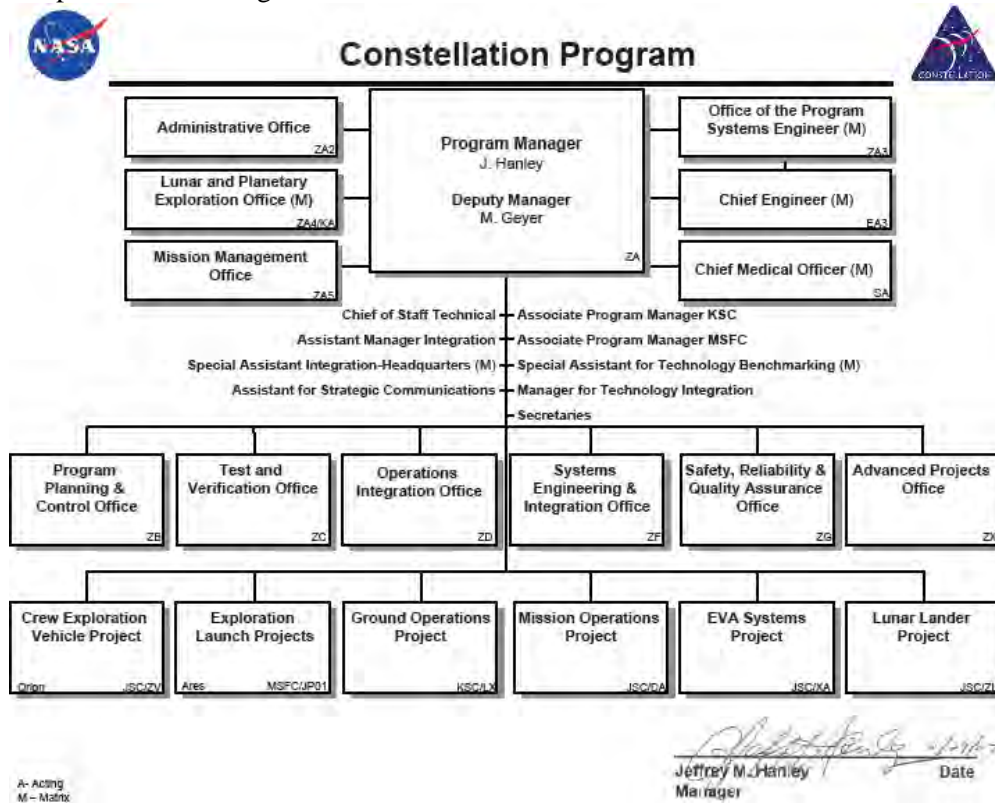 NASA
Constellation Program
CONSTELLATION
Administrative Office
ZA2
Program Manager
J. Hanley
Deputy Manager
M. Geyer
ZA
Office of the Program
Systems Engineer (M)
ZA3
Lunar and Planetary
Exploration Office (M)
ZA4/KA
Chief Engineer (M)
EA3
Mission Management
Office
ZA5
Chief Medical Officer (M)
SA
Chief of Staff Technical
Associate Program Manager KSC
Assistant Manager Integration
Associate Program Manager MSFC
Special Assistant Integration-Headquarters (M)
Special Assistant for Technology Benchmarking (M)
Assistant for Strategic Communications
Manager for Technology Integration
Secretaries
Program
Planning &
Control Office
ZB
Test and
Verification Office
ZC
Operations
Integration Office
ZD
Systems
Engineering &
Integration Office
ZF
Safety, Reliability &
Quality Assurance
Office
ZG
Advanced Projects
Office
ZX
Crew Exploration
Vehicle Project
Orion JSC/ZV
Exploration
Launch Projects
Ares MSFC/JP01
Ground Operations
Project
KSC/LX
Mission Operations
Project
JSC/DA
EVA Systems
Project
JSC/XA
Lunar Lander
Project
Jeffrey M. Hanley Date
Manager
A- Acting
M – Matrix